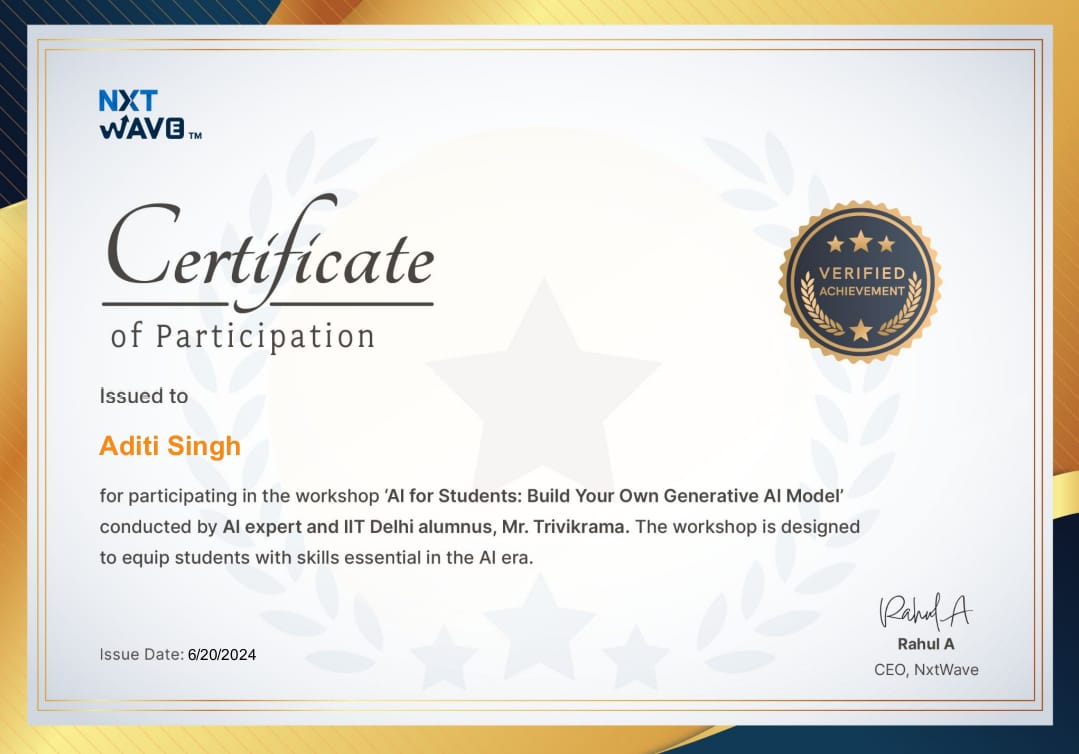 NXT
WAVE TM
Certificate
of Participation
VERIFIED
ACHIEVEMENT
Issued to
Aditi Singh
for participating in the workshop ‘AI for Students: Build Your Own Generative AI Model’
conducted by AI expert and IIT Delhi alumnus, Mr. Trivikrama. The workshop is designed
to equip students with skills essential in the AI era.
Issue Date: 6/20/2024
Rahul A
Rahul A
CEO, NxtWave